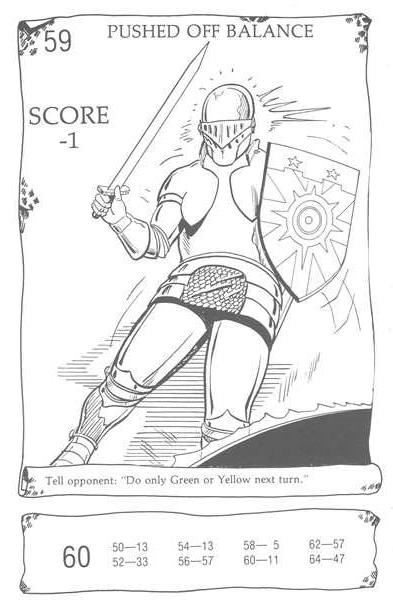 59
PUSHED OFF BALANCE
SCORE
-1
Tell opponent: "Do only Green or Yellow next turn."
60
50—13 54—13 58— 5 62—57
52—33 56—57 60—11 64—47